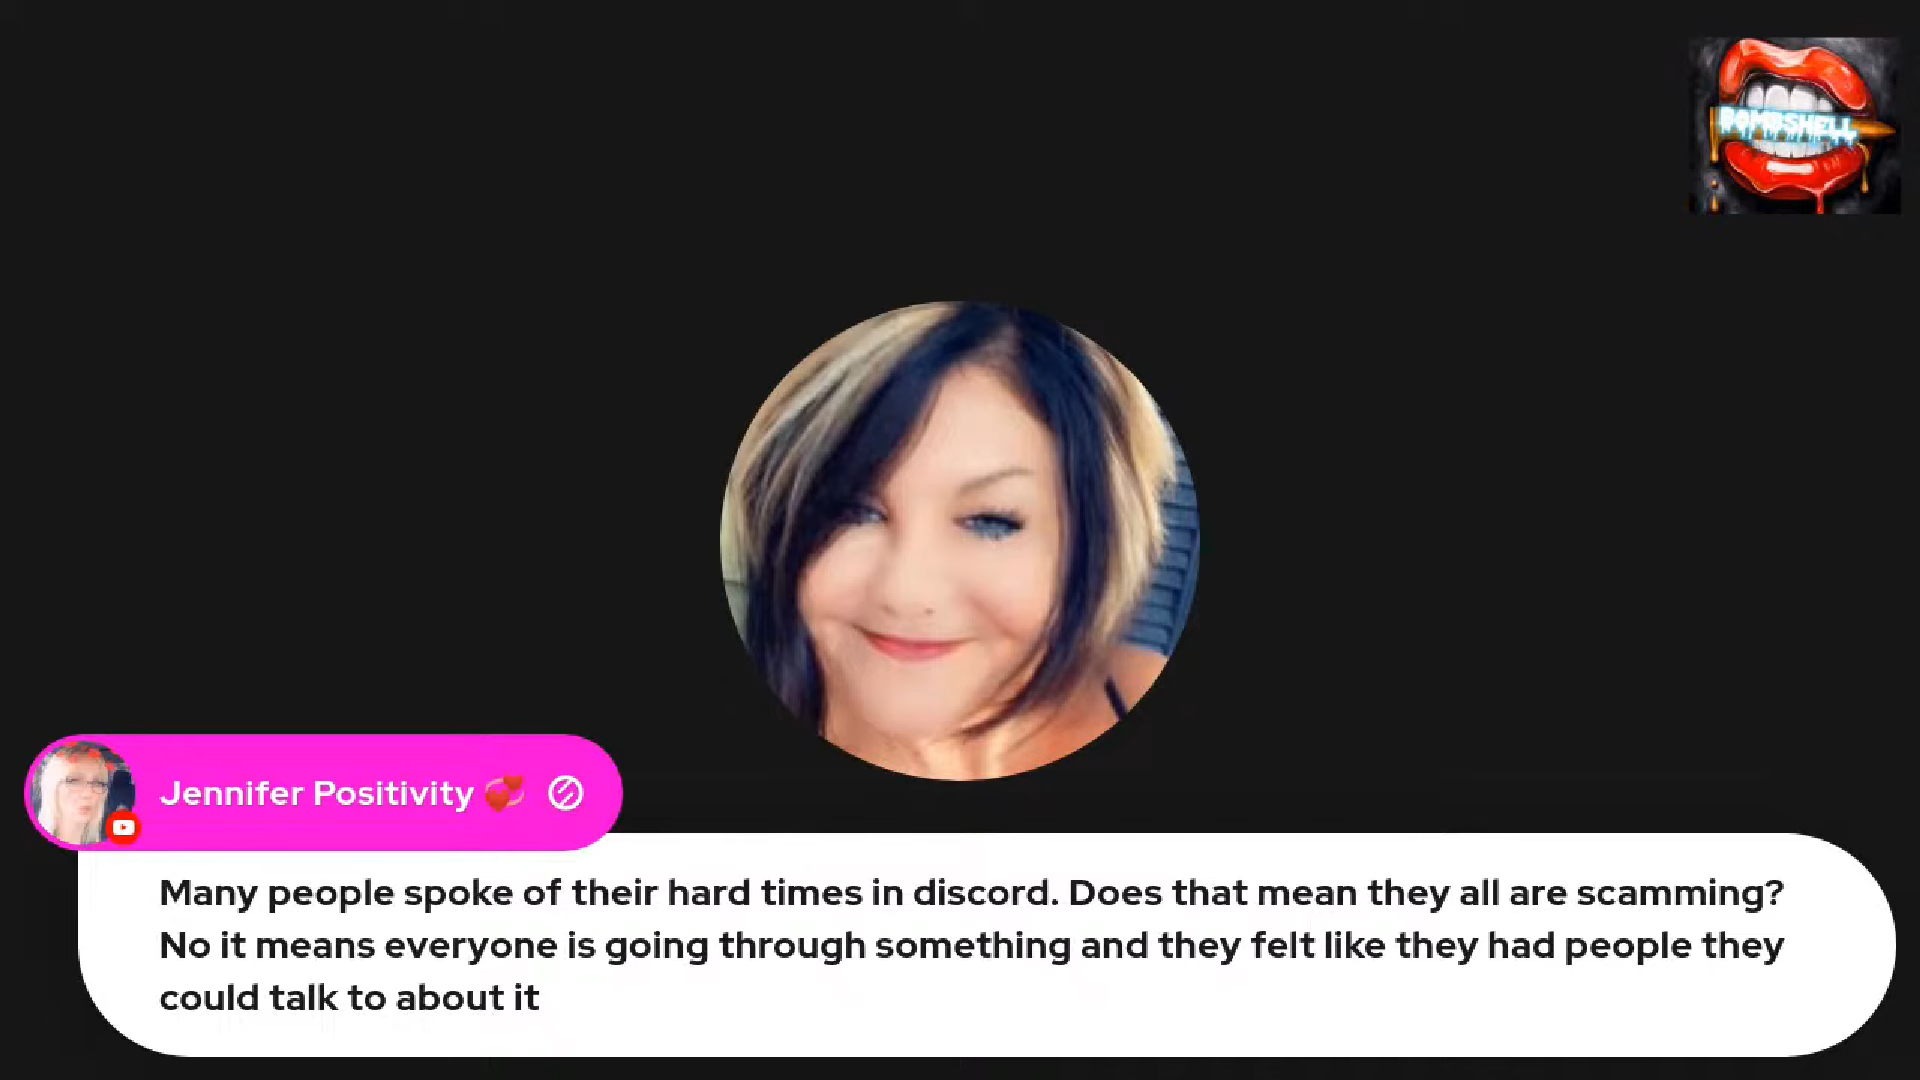 BOMBSHELL
Jennifer Positivity 💞
Many people spoke of their hard times in discord. Does that mean they all are scamming?
No it means everyone is going through something and they felt like they had people they
could talk to about it